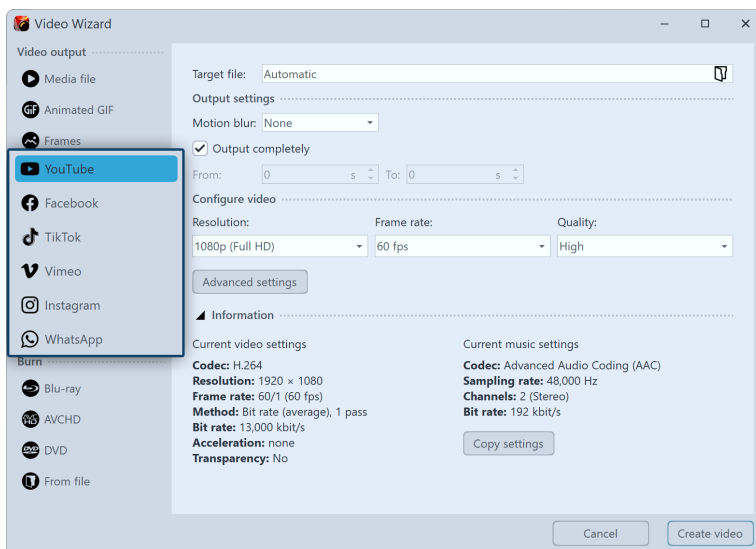 Video Wizard
Video output
Media file
GIF Animated GIF
Frames
YouTube
Facebook
TikTok
Vimeo
Instagram
WhatsApp
Burn
Blu-ray
AVC HD AVCHD
DVD DVD
From file
Target file: Automatic
Output settings
Motion blur: None
Output completely
From: 0 s To: 0 s
Configure video
Resolution: Frame rate: Quality:
1080p (Full HD) 60 fps High
Advanced settings
Information
Current video settings
Codec: H.264
Resolution: 1920 × 1080
Frame rate: 60/1 (60 fps)
Method: Bit rate (average), 1 pass
Bit rate: 13,000 kbit/s
Acceleration: none
Transparency: No
Current music settings
Codec: Advanced Audio Coding (AAC)
Sampling rate: 48,000 Hz
Channels: 2 (Stereo)
Bit rate: 192 kbit/s
Copy settings
Cancel Create video